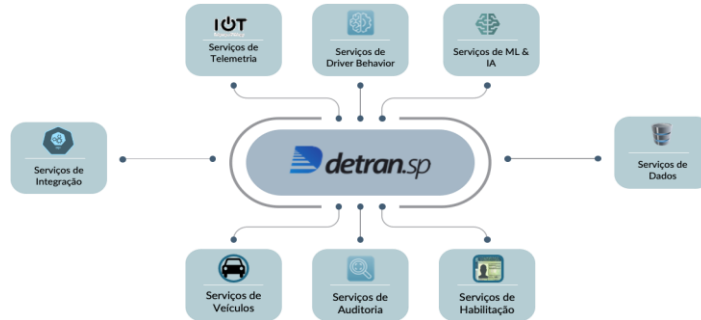 IOT
Serviços de
Telemetria
Serviços de
Driver Behavior
Serviços de ML &
IA
Serviços de
Integração
detran.sp
Serviços de
Dados
Serviços de
Veículos
Serviços de
Auditoria
Serviços de
Habilitação